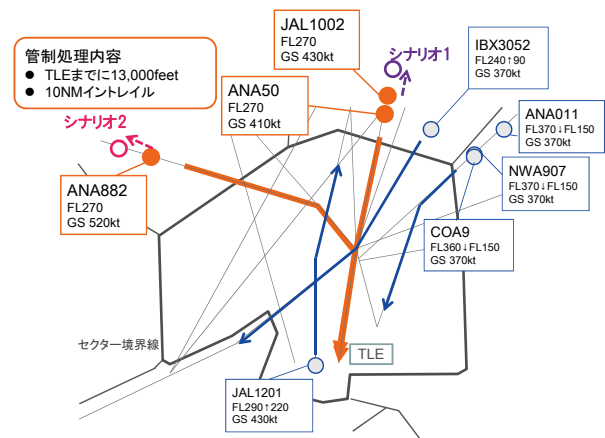 JAL1002
FL270
GS 430kt
シナリオ1
IBX3052
FL240↑90
GS 370kt
管制処理内容
● TLEまでに13,000feet
● 10NMイントレイル
ANA50
FL270
GS 410kt
ANA011
FL370↓FL150
GS 370kt
シナリオ2
NWA907
FL370↓FL150
GS 370kt
ANA882
FL270
GS 520kt
COA9
FL360↓FL150
GS 370kt
セクター境界線
TLE
JAL1201
FL290↑220
GS 430kt